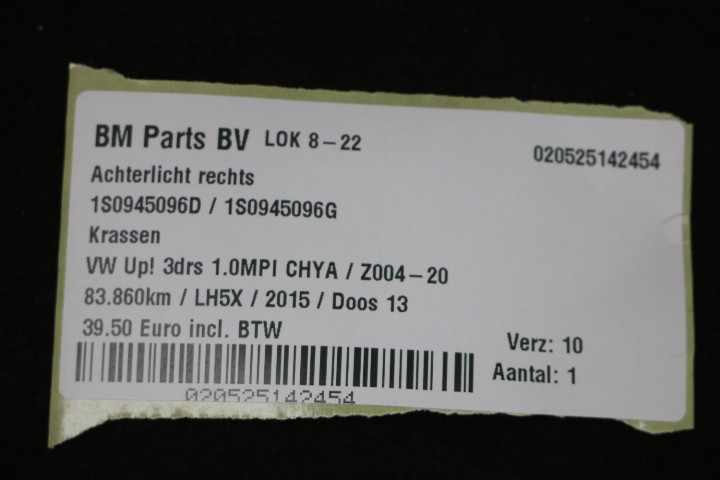 BM Parts BV LOK 8-22
020525142454
Achterlicht rechts
1S0945096D / 1S0945096G
Krassen
VW Up! 3drs 1.0MPI CHYA / Z004-20
83.860km / LH5X / 2015 / Doos 13
39.50 Euro incl. BTW
Verz: 10
Aantal: 1
020525142454